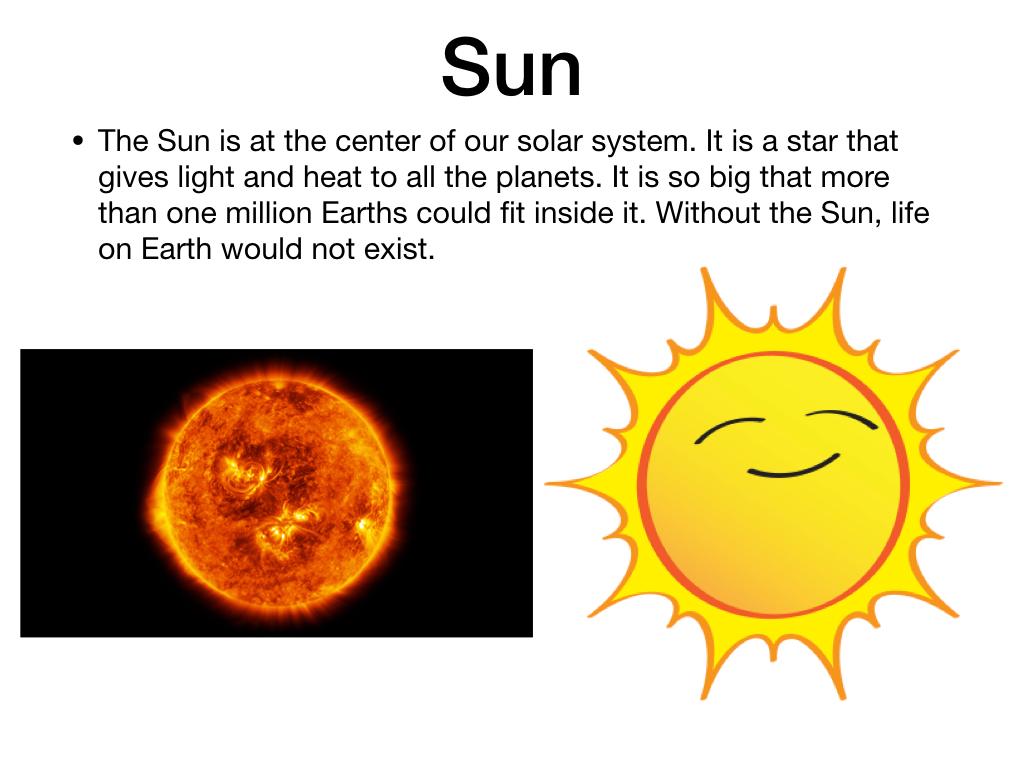 Sun
• The Sun is at the center of our solar system. It is a star that
gives light and heat to all the planets. It is so big that more
than one million Earths could fit inside it. Without the Sun, life
on Earth would not exist.